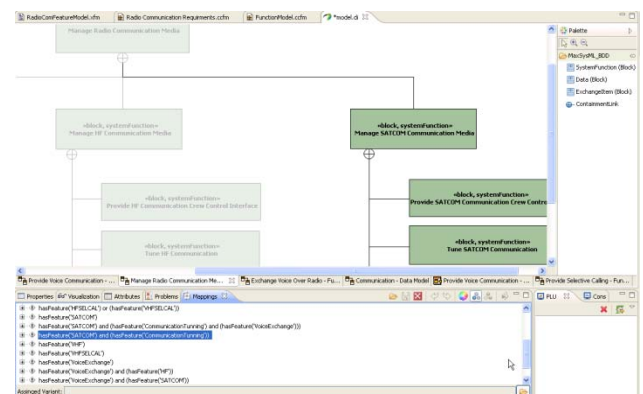 RadioComFeatureModel.xfm
Radio Communication Requirments.ccfm
FunctionModel.ccfm
*model.di
Manage Radio Communication Media
Palette
MaxSysML_BDD
SystemFunction (Block)
Data (Block)
ExchangeItem (Block)
ContainmentLink
«block, systemFunction»
Manage HF Communication Media
«block, systemFunction»
Manage SATCOM Communication Media
«block, systemFunction»
Provide HF Communication Crew Control Interface
«block, systemFunction»
Provide SATCOM Communication Crew Contro
«block, systemFunction»
Tune HF Communication
«block, systemFunction»
Tune SATCOM Communication
Provide Voice Communication - ...
Manage Radio Communication Me...
Exchange Voice Over Radio - Fu...
Communication - Data Model
Provide Voice Communication - ...
Provide Selective Calling - Fun...
Properties
Visualization
Attributes
Problems
Mappings
PLU
Cons
hasFeature('HFSELCAL') or (hasFeature('VHFSELCAL'))
hasFeature('SATCOM')
hasFeature('SATCOM') and (hasFeature('CommunicationTunning') and (hasFeature('VoiceExchange')))
hasFeature('SATCOM') and (hasFeature('CommunicationTunning'))
hasFeature('VHF')
hasFeature('VHFSELCAL')
hasFeature('VoiceExchange')
hasFeature('VoiceExchange') and (hasFeature('HF'))
hasFeature('VoiceExchange') and (hasFeature('SATCOM'))
Assigned Variant: